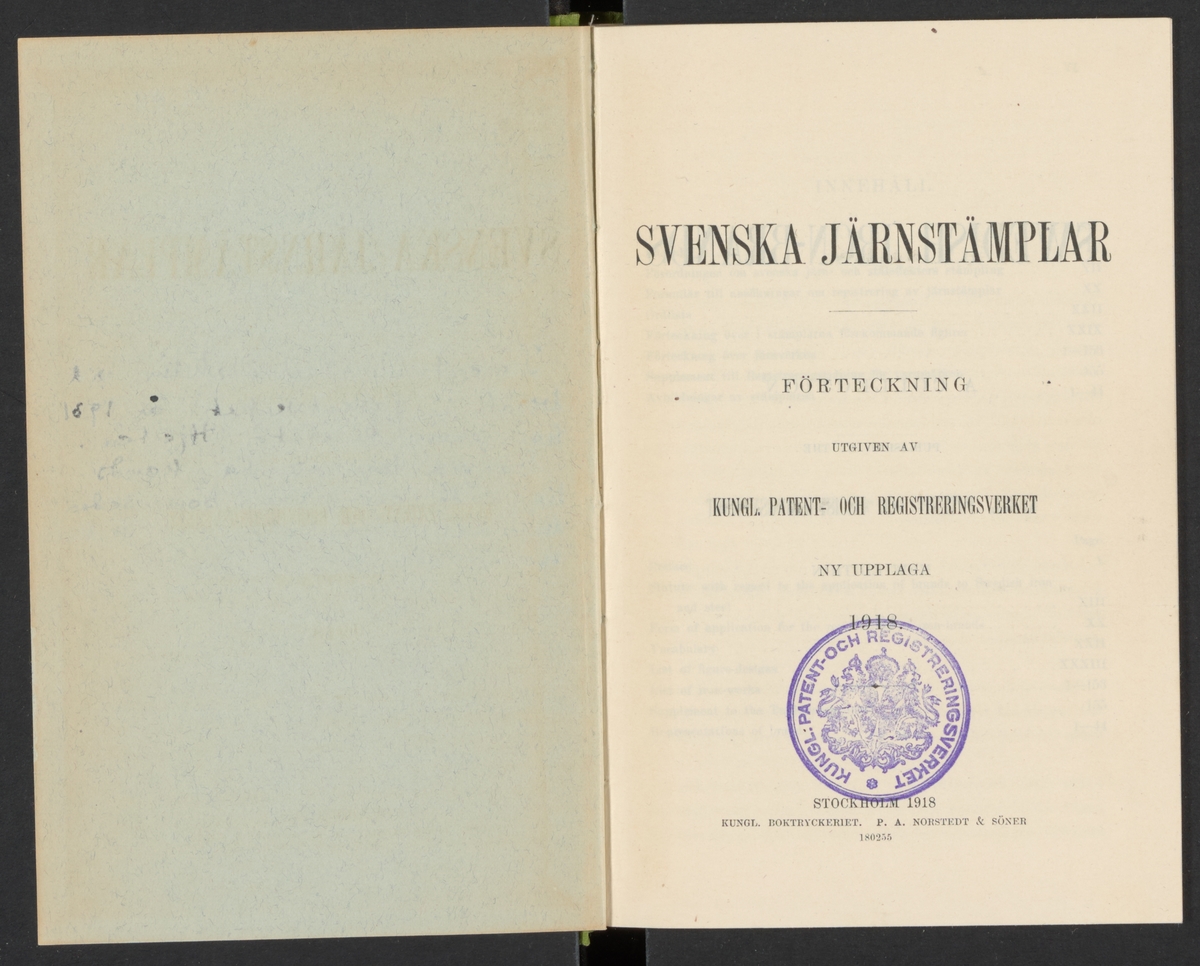 SVENSKA JÄRNSTÄMPLAR
FÖRTECKNING
UTGIVEN AV
KUNGL. PATENT- OCH REGISTRERINGSVERKET
NY UPPLAGA
1918.
KUNGL: PATENT-OCH REGISTRERINGSVERKET
STOCKHOLM 1918
KUNGL. BOKTRYCKERIET. P. A. NORSTEDT & SÖNER
180255